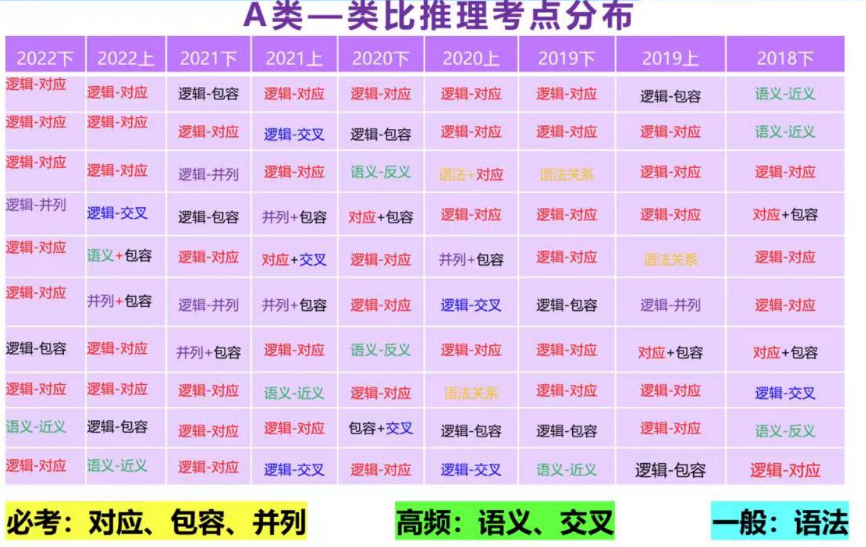 A类—类比推理考点分布
2022下 2022上 2021下 2021上 2020下 2020上 2019下 2019上 2018下
逻辑-对应 逻辑-对应 逻辑-包容 逻辑-对应 逻辑-对应 逻辑-对应 逻辑-对应 逻辑-包容 语义-近义
逻辑-对应 逻辑-对应 逻辑-对应 逻辑-交叉 逻辑-包容 逻辑-对应 逻辑-对应 逻辑-对应 语义-近义
逻辑-对应 逻辑-对应 逻辑-并列 逻辑-对应 语义-反义 语法+对应 语法关系 逻辑-对应 逻辑-对应
逻辑-并列 逻辑-交叉 逻辑-包容 并列+包容 对应+包容 逻辑-对应 逻辑-对应 逻辑-对应 对应+包容
逻辑-对应 语义+包容 逻辑-对应 对应+交叉 逻辑-对应 并列+包容 逻辑-对应 语法关系 逻辑-对应
逻辑-对应 并列+包容 逻辑-并列 并列+包容 逻辑-对应 逻辑-交叉 逻辑-包容 逻辑-并列 逻辑-对应
逻辑-包容 逻辑-对应 并列+包容 逻辑-对应 语义-反义 逻辑-对应 逻辑-对应 对应+包容 对应+包容
逻辑-对应 逻辑-对应 逻辑-对应 语义-近义 逻辑-对应 语法关系 逻辑-对应 逻辑-对应 逻辑-交叉
语义-近义 逻辑-包容 逻辑-对应 逻辑-对应 包容+交叉 逻辑-包容 逻辑-包容 逻辑-对应 语义-反义
逻辑-对应 语义-近义 逻辑-对应 逻辑-交叉 逻辑-对应 逻辑-交叉 语义-近义 逻辑-包容 逻辑-对应
必考：对应、包容、并列 高频：语义、交叉 一般：语法